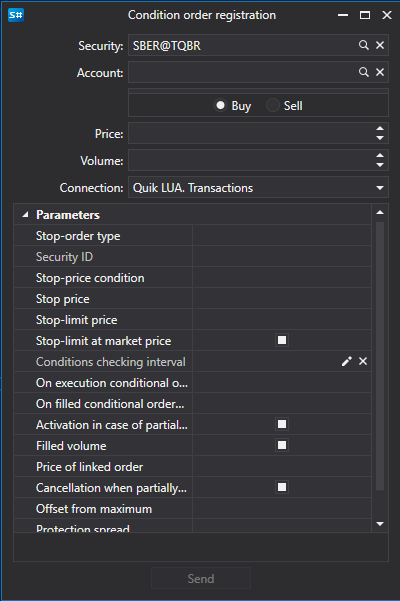 S# Condition order registration
Security: SBER@TQBR
Account:
Buy Sell
Price:
Volume:
Connection: Quik LUA. Transactions
Parameters
Stop-order type
Security ID
Stop-price condition
Stop price
Stop-limit price
Stop-limit at market price
Conditions checking interval
On execution conditional o...
On filled conditional order...
Activation in case of partial...
Filled volume
Price of linked order
Cancellation when partially...
Offset from maximum
Protection spread
Send